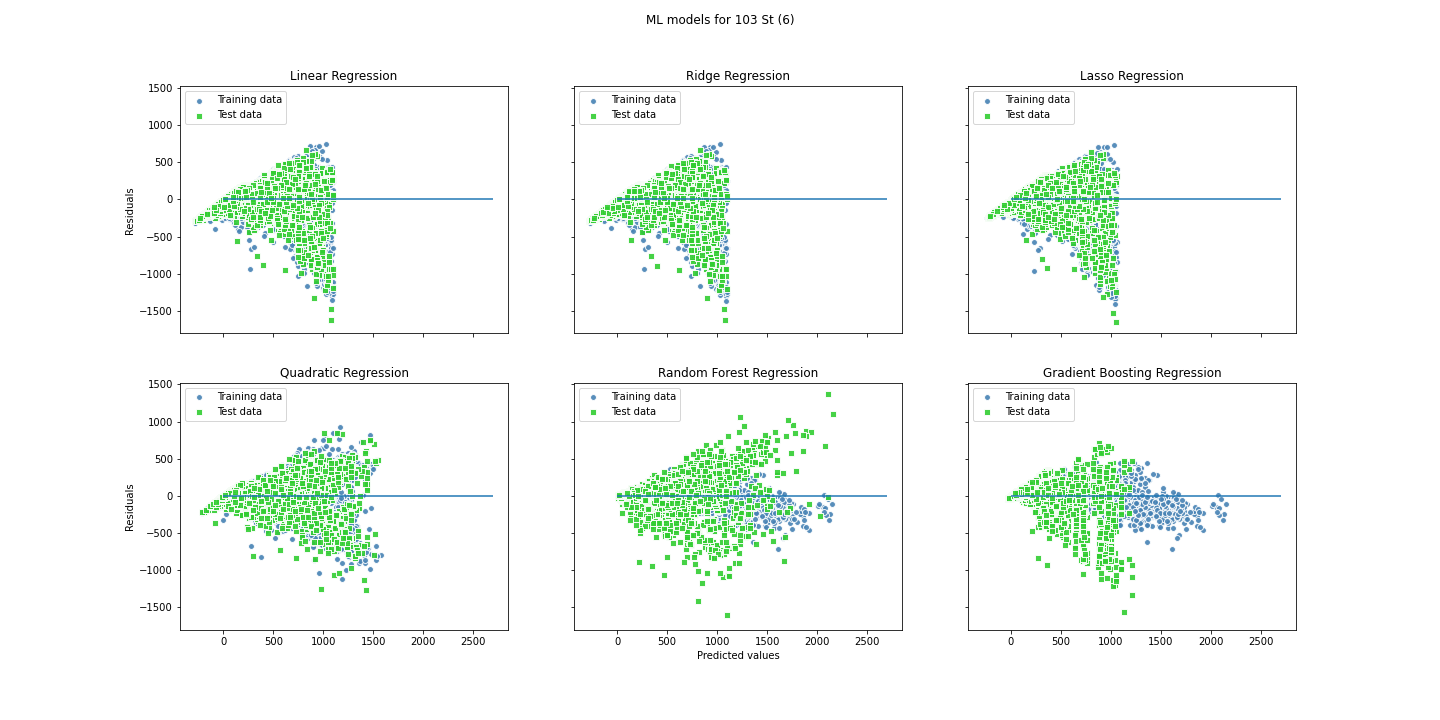 ML models for 103 St (6)
Linear Regression
Ridge Regression
Lasso Regression
Training data
Test data
Training data
Test data
Training data
Test data
1500
1000
500
0
−500
−1000
−1500
Residuals
Quadratic Regression
Random Forest Regression
Gradient Boosting Regression
Training data
Test data
Training data
Test data
Training data
Test data
1500
1000
500
0
−500
−1000
−1500
Residuals
0 500 1000 1500 2000 2500
0 500 1000 1500 2000 2500
0 500 1000 1500 2000 2500
Predicted values